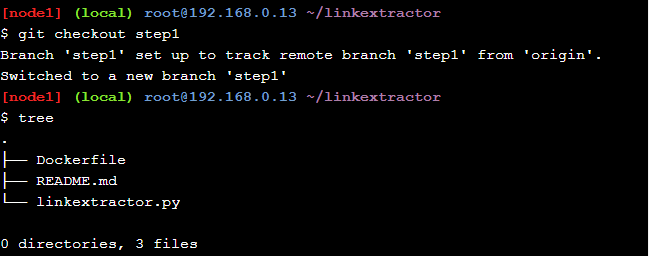 [node1] (local) root@192.168.0.13 ~/linkextractor
$ git checkout step1
Branch 'step1' set up to track remote branch 'step1' from 'origin'.
Switched to a new branch 'step1'
[node1] (local) root@192.168.0.13 ~/linkextractor
$ tree
.
├── Dockerfile
├── README.md
└── linkextractor.py

0 directories, 3 files